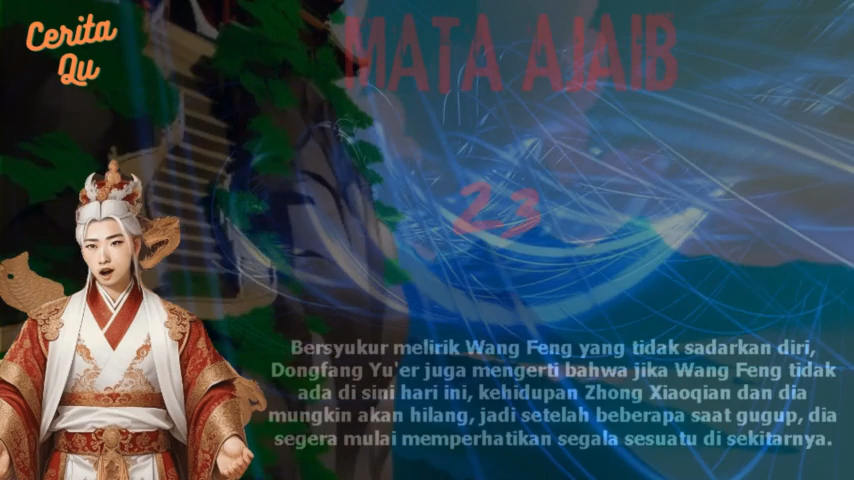 Cerita
Qu
MATA AJAIB
23
Bersyukur melirik Wang Feng yang tidak sadarkan diri,
Dongfang Yu'er juga mengerti bahwa jika Wang Feng tidak
ada di sini hari ini, kehidupan Zhong Xiaoqian dan dia
mungkin akan hilang, jadi setelah beberapa saat gugup, dia
segera mulai memperhatikan segala sesuatu di sekitarnya.